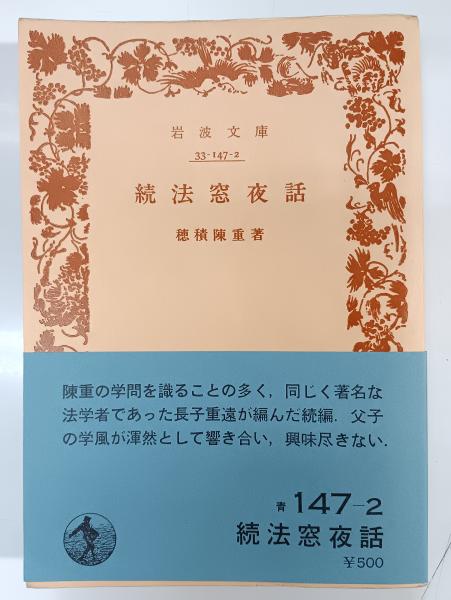 岩波文庫
33-147-2
続法窓夜話
穂積陳重著
陳重の学問を識ることの多く，同じく著名な
法学者であった長子重遠が編んだ続編．父子
の学風が渾然として響き合い，興味尽きない．
青 147-2
続法窓夜話
￥500